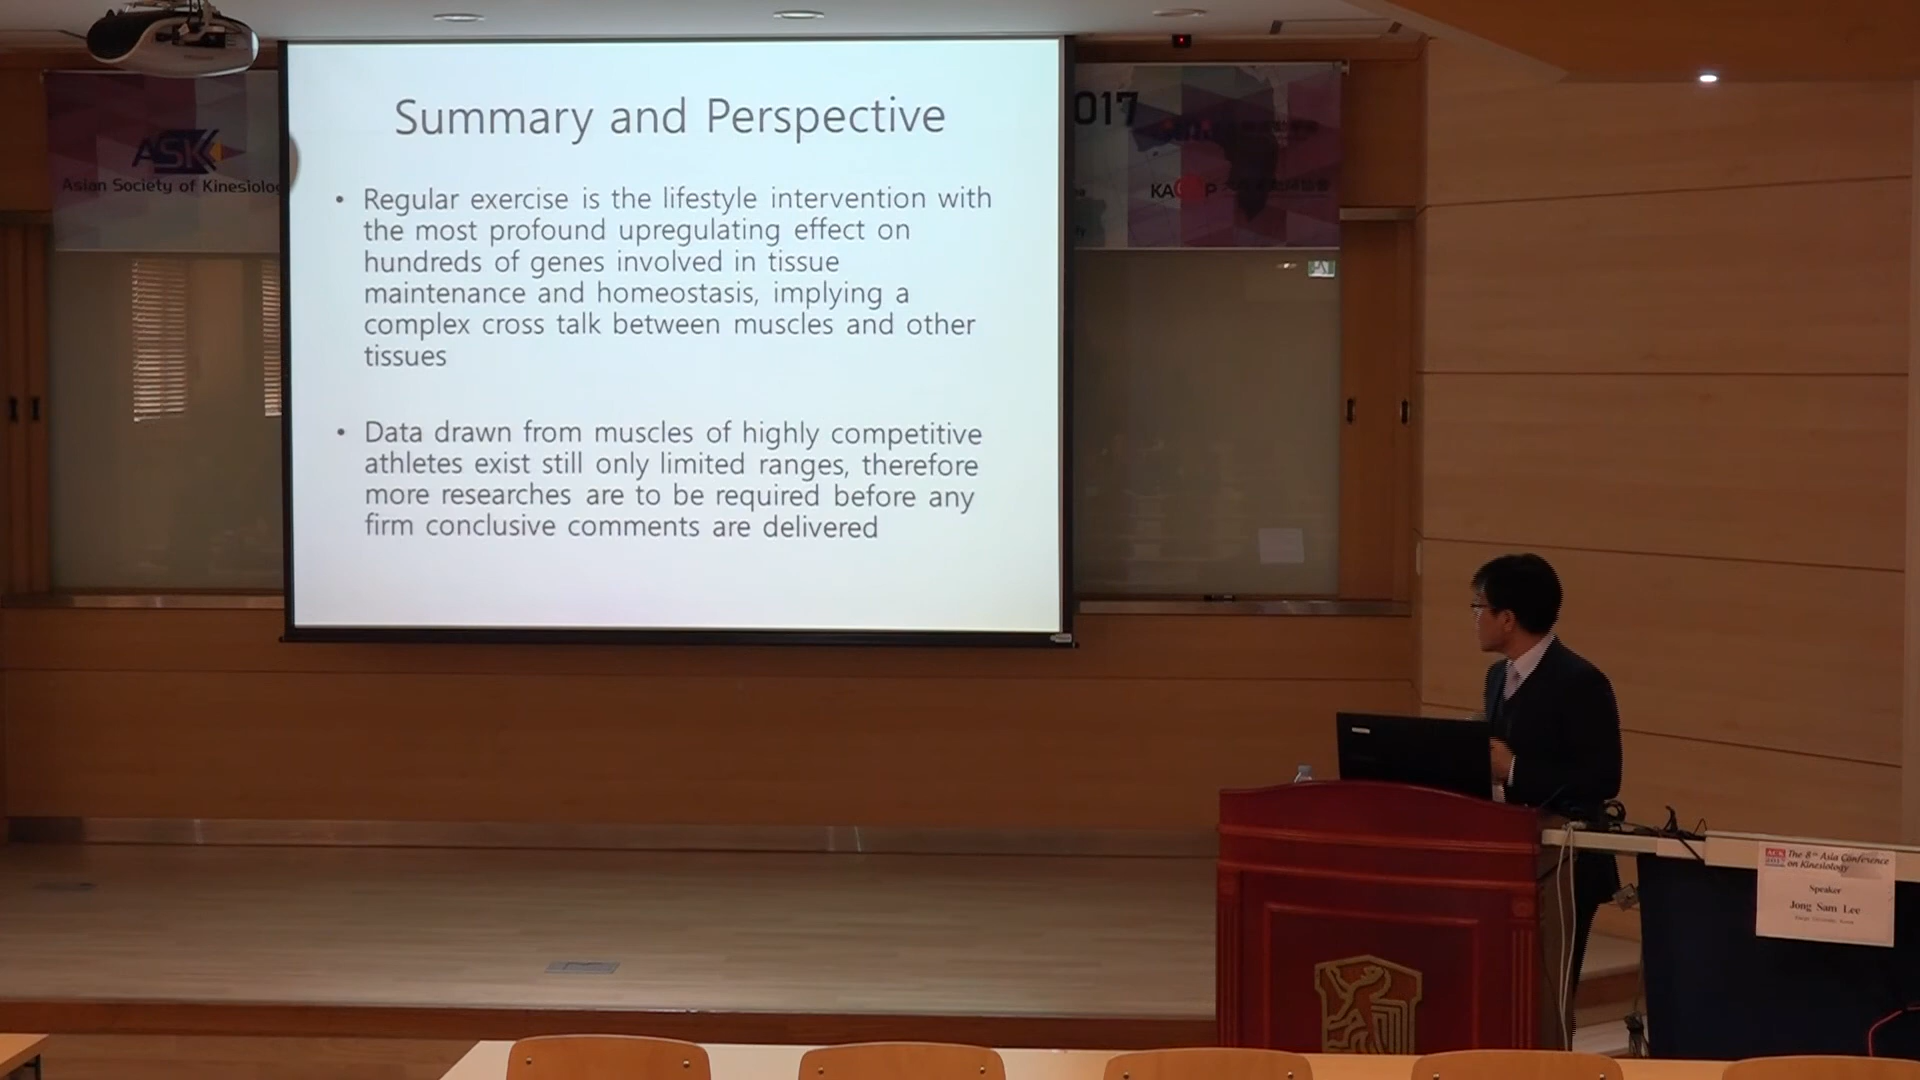 Summary and Perspective
• Regular exercise is the lifestyle intervention with
the most profound upregulating effect on
hundreds of genes involved in tissue
maintenance and homeostasis, implying a
complex cross talk between muscles and other
tissues
• Data drawn from muscles of highly competitive
athletes exist still only limited ranges, therefore
more researches are to be required before any
firm conclusive comments are delivered
ASK
Asian Society of Kinesiolo
017
KA P
The 8th Asia Conference
on Kinesiology
Speaker
Jong Sam Lee